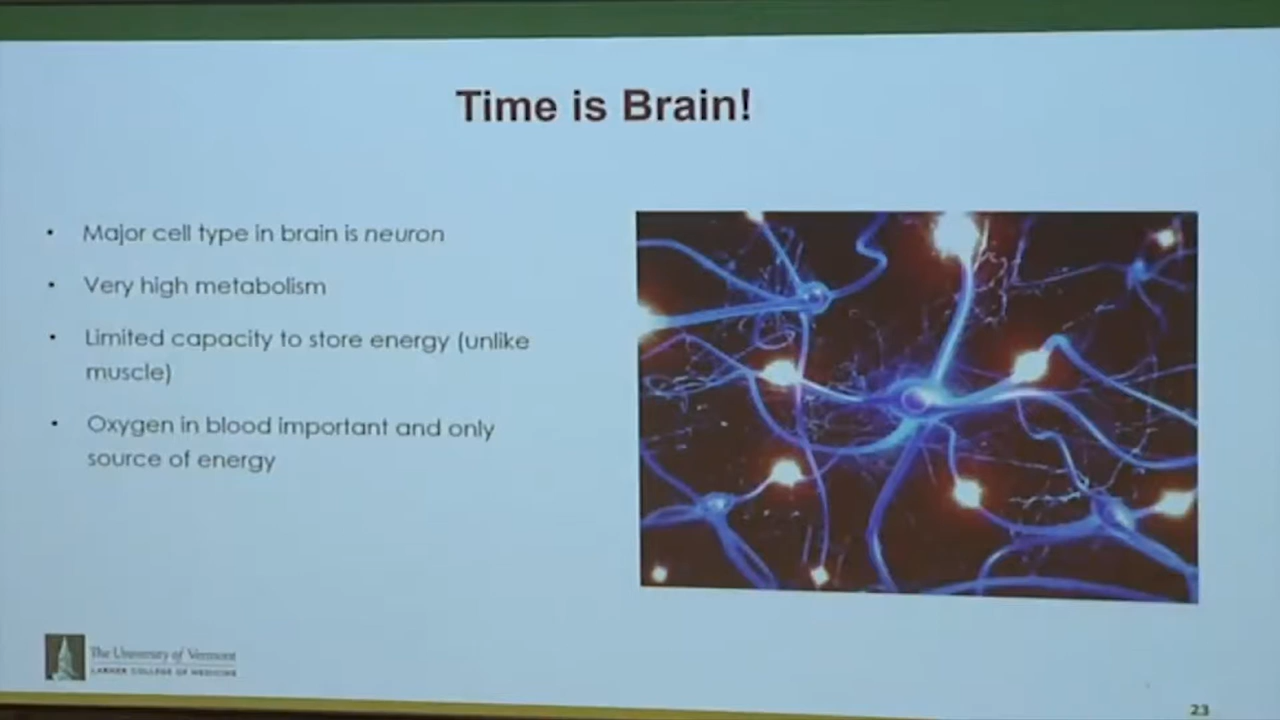 Time is Brain!
• Major cell type in brain is neuron
• Very high metabolism
• Limited capacity to store energy (unlike
muscle)
• Oxygen in blood important and only
source of energy
The University of Vermont
LARNER COLLEGE OF MEDICINE
23